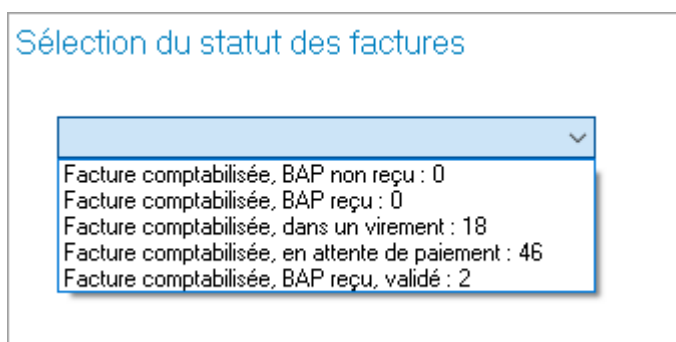 Sélection du statut des factures
Facture comptabilisée, BAP non reçu : 0
Facture comptabilisée, BAP reçu : 0
Facture comptabilisée, dans un virement : 18
Facture comptabilisée, en attente de paiement : 46
Facture comptabilisée, BAP reçu, validé : 2